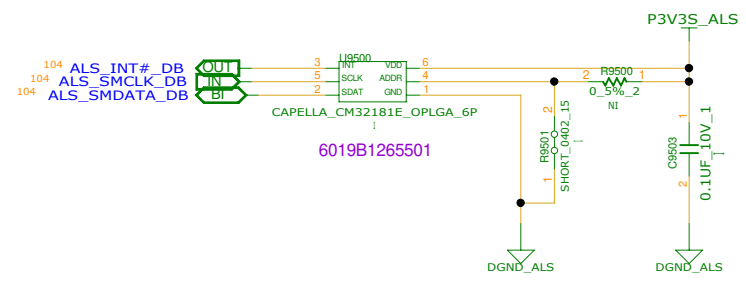 P3V3S_ALS
104 ALS_INT#_DB OUT 3 U9500 INT VDD 6
104 ALS_SMCLK_DB IN 5 SCLK ADDR 4 2 R9500 1
104 ALS_SMDATA_DB BI 2 SDAT GND 1 0_5%_2
CAPELLA_CM32181E_OPLGA_6P NI
6019B1265501
2 R9501 1 SHORT_0402_15
1 C9503 2 0.1UF_10V_1
DGND_ALS DGND_ALS